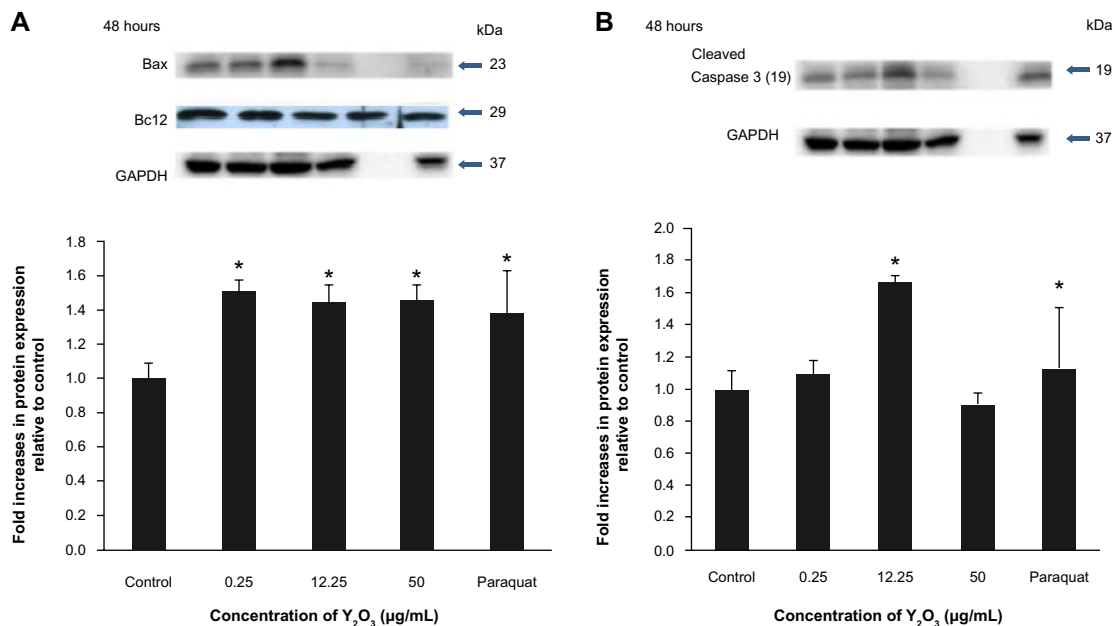 A
48 hours
kDa
Bax
23
Bc12
29
GAPDH
37
Fold increases in protein expression
relative to control
1.8
1.6
1.4
1.2
1.0
0.8
0.6
0.4
0.2
0.0
*
*
*
*
Control
0.25
12.25
50
Paraquat
Concentration of Y₂O₃ (µg/mL)
B
48 hours
kDa
Cleaved
Caspase 3 (19)
19
GAPDH
37
Fold increases in protein expression
relative to control
2.0
1.8
1.6
1.4
1.2
1.0
0.8
0.6
0.4
0.2
0.0
*
*
Control
0.25
12.25
50
Paraquat
Concentration of Y₂O₃ (µg/mL)